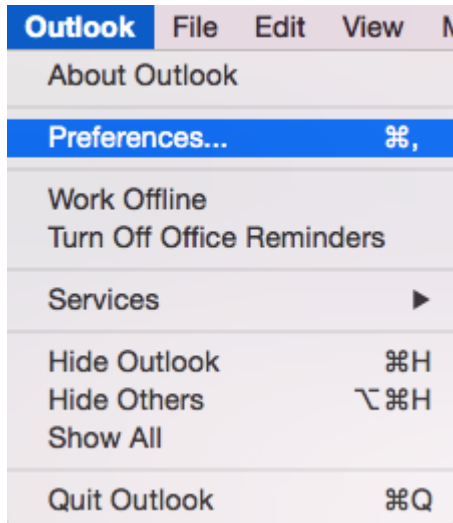 Outlook File Edit View
About Outlook
Preferences... ⌘,
Work Offline
Turn Off Office Reminders
Services ▶
Hide Outlook ⌘H
Hide Others ⌥⌘H
Show All
Quit Outlook ⌘Q